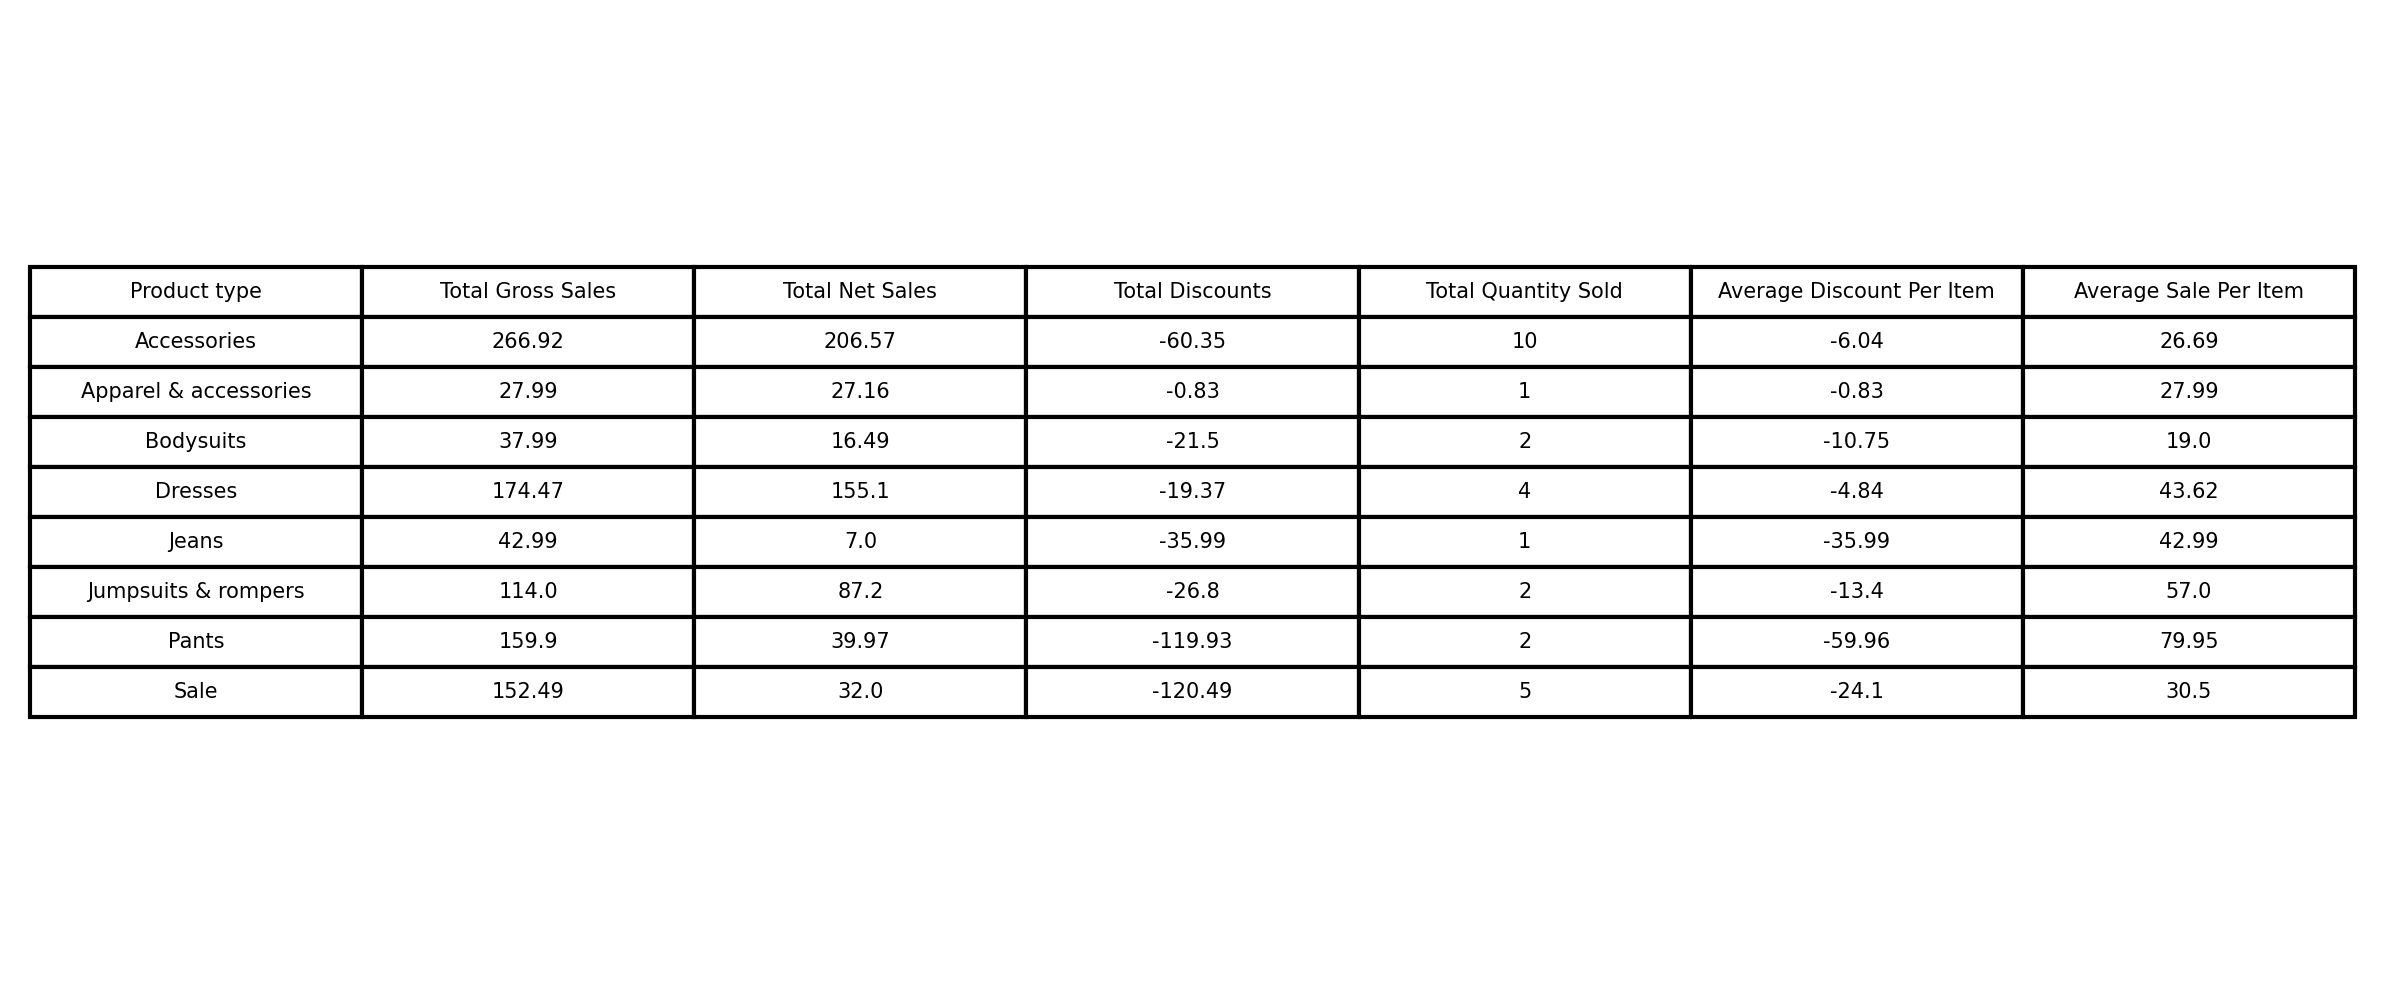 Product type Total Gross Sales Total Net Sales Total Discounts Total Quantity Sold Average Discount Per Item Average Sale Per Item
Accessories 266.92 206.57 -60.35 10 -6.04 26.69
Apparel & accessories 27.99 27.16 -0.83 1 -0.83 27.99
Bodysuits 37.99 16.49 -21.5 2 -10.75 19.0
Dresses 174.47 155.1 -19.37 4 -4.84 43.62
Jeans 42.99 7.0 -35.99 1 -35.99 42.99
Jumpsuits & rompers 114.0 87.2 -26.8 2 -13.4 57.0
Pants 159.9 39.97 -119.93 2 -59.96 79.95
Sale 152.49 32.0 -120.49 5 -24.1 30.5